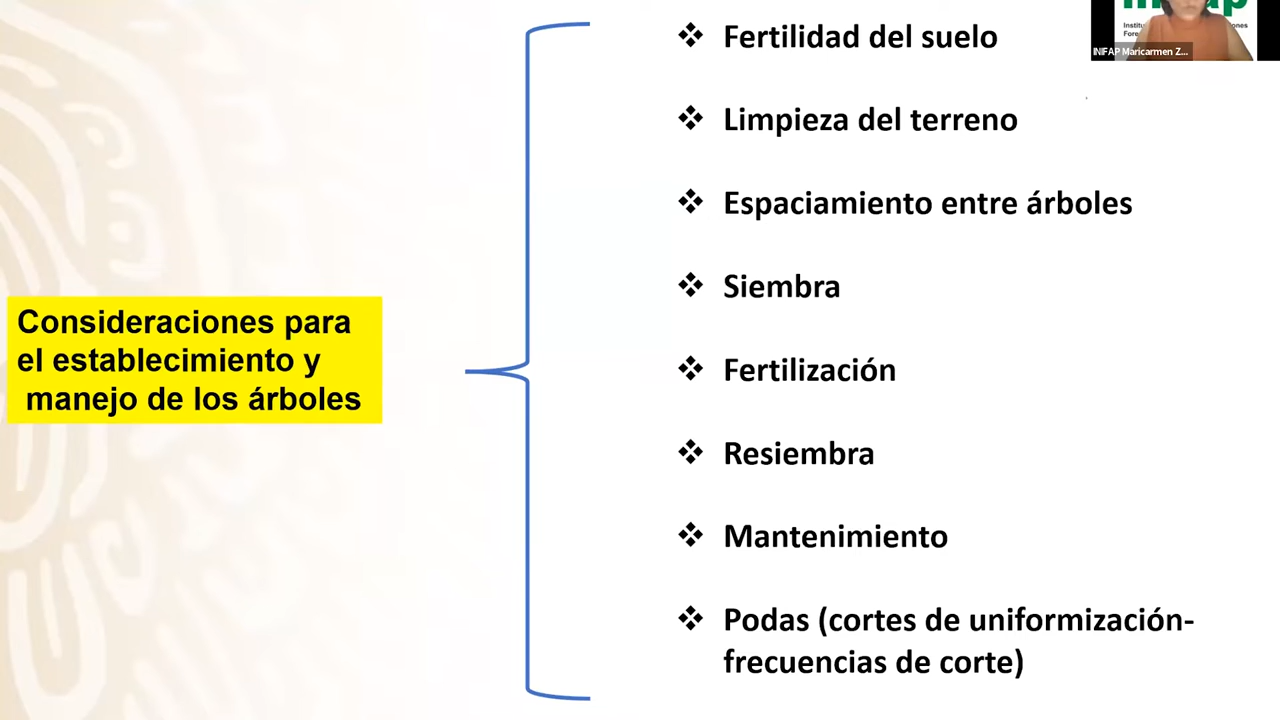 Consideraciones para
el establecimiento y
manejo de los árboles
❖ Fertilidad del suelo
❖ Limpieza del terreno
❖ Espaciamiento entre árboles
❖ Siembra
❖ Fertilización
❖ Resiembra
❖ Mantenimiento
❖ Podas (cortes de uniformización-
frecuencias de corte)
INIFAP Maricarmen Z...